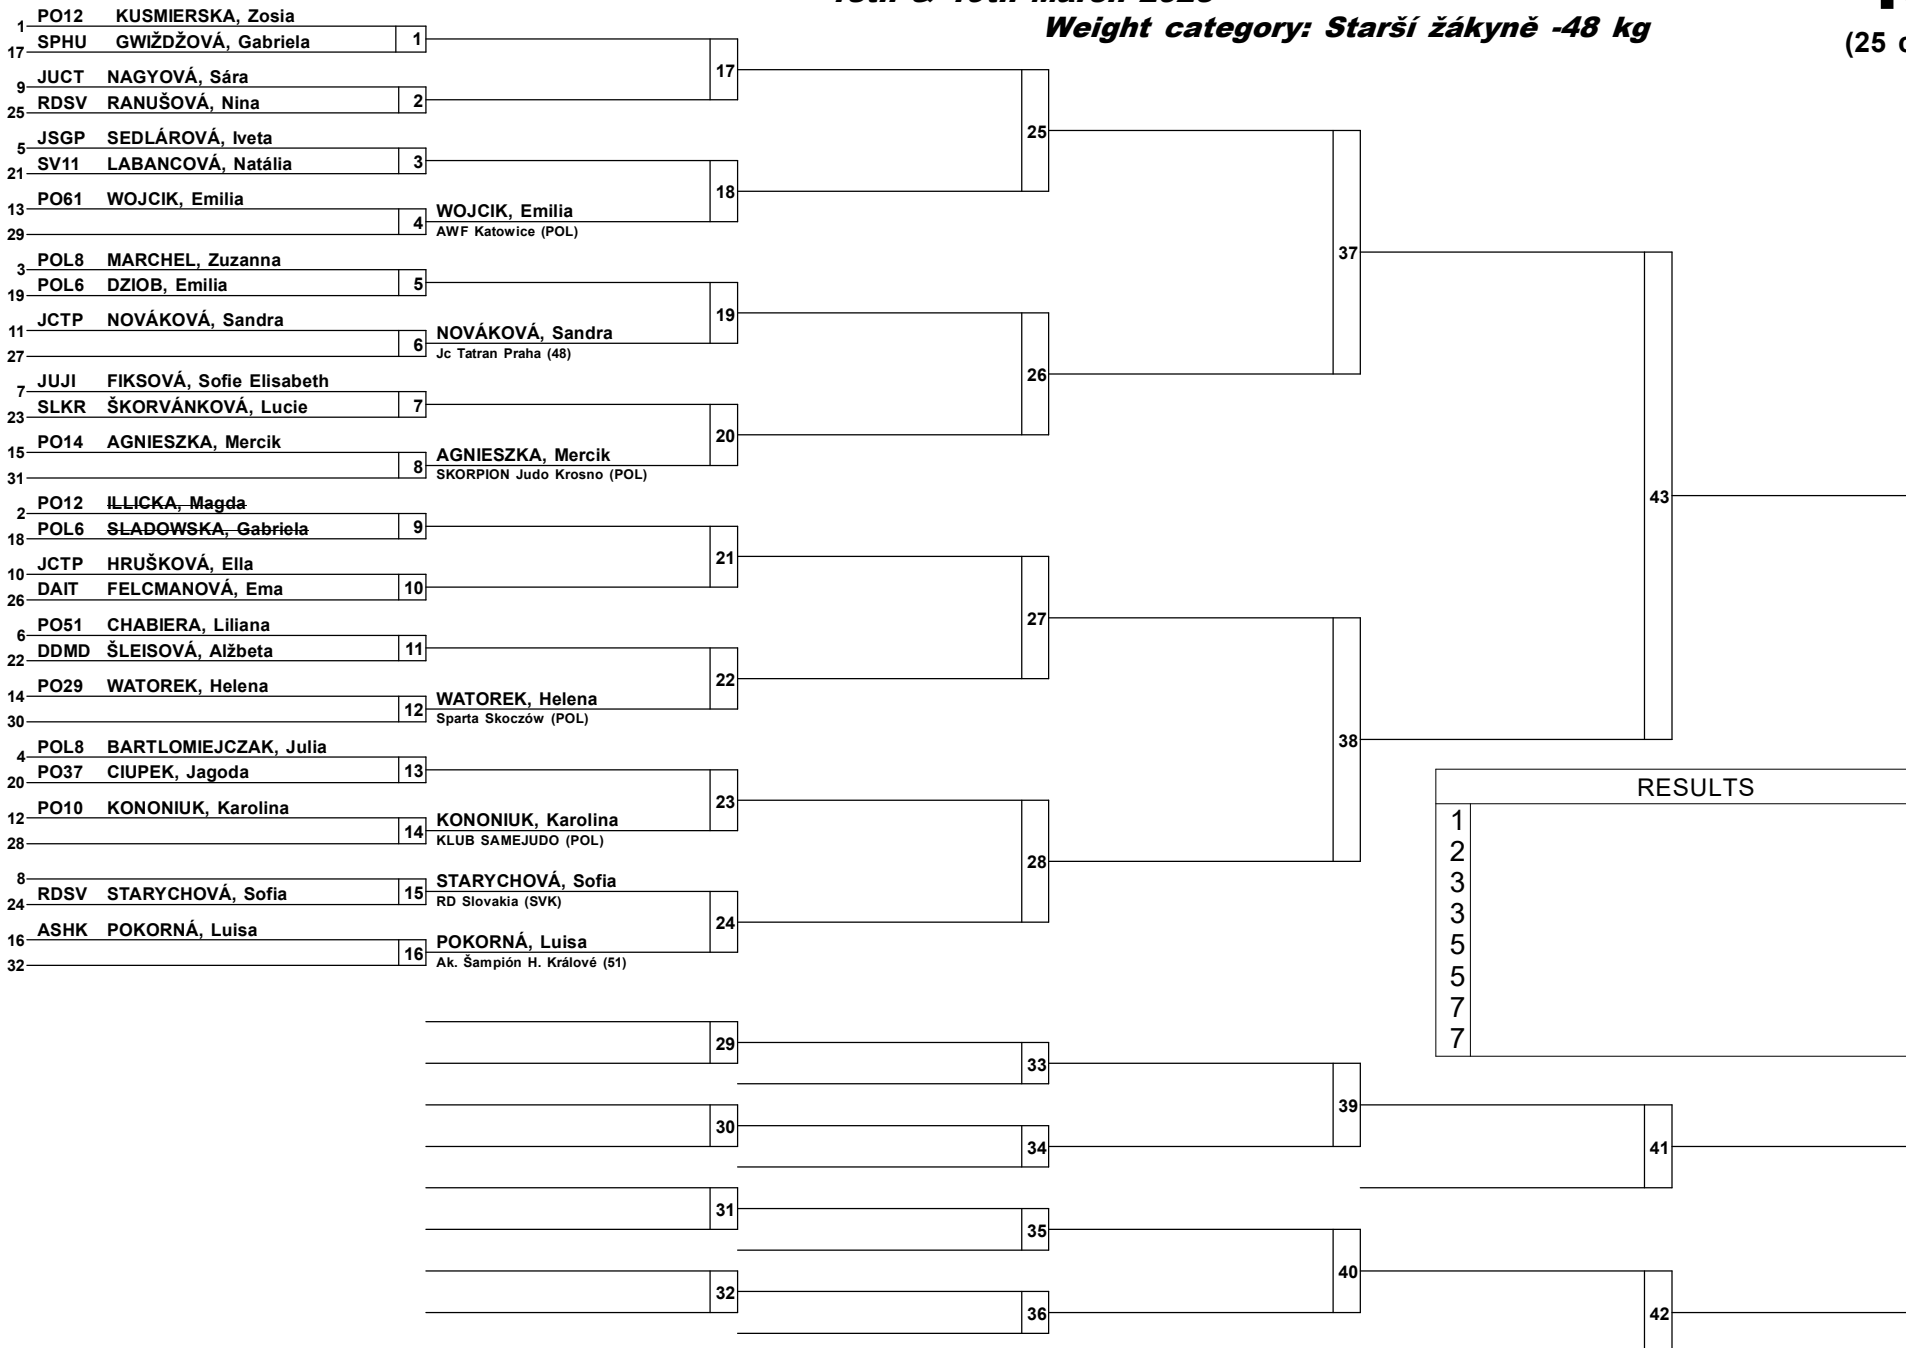 Weight category: Starší žákyně -48 kg
(25
1 PO12 KUSMIERSKA, Zosia
17 SPHU GWIŽDŽOVÁ, Gabriela 1
9 JUCT NAGYOVÁ, Sára
25 RDSV RANUŠOVÁ, Nina 2
17
5 JSGP SEDLÁROVÁ, Iveta
21 SV11 LABANCOVÁ, Natália 3
13 PO61 WOJCIK, Emilia
29 4 WOJCIK, Emilia
AWF Katowice (POL)
18
25
3 POL8 MARCHEL, Zuzanna
19 POL6 DZIOB, Emilia 5
11 JCTP NOVÁKOVÁ, Sandra
27 6 NOVÁKOVÁ, Sandra
Jc Tatran Praha (48)
19
7 JUJI FIKSOVÁ, Sofie Elisabeth
23 SLKR ŠKORVÁNKOVÁ, Lucie 7
15 PO14 AGNIESZKA, Mercik
31 8 AGNIESZKA, Mercik
SKORPION Judo Krosno (POL)
20
26
37
2 PO12 ILLICKA, Magda
18 POL6 SLADOWSKA, Gabriela 9
10 JCTP HRUŠKOVÁ, Ella
26 DAIT FELCMANOVÁ, Ema 10
21
6 PO51 CHABIERA, Liliana
22 DDMD ŠLEISOVÁ, Alžbeta 11
14 PO29 WATOREK, Helena
30 12 WATOREK, Helena
Sparta Skoczów (POL)
22
27
4 POL8 BARTLOMIEJCZAK, Julia
20 PO37 CIUPEK, Jagoda 13
12 PO10 KONONIUK, Karolina
28 14 KONONIUK, Karolina
KLUB SAMEJUDO (POL)
23
8
24 RDSV STARYCHOVÁ, Sofia 15 STARYCHOVÁ, Sofia
RD Slovakia (SVK)
16 ASHK POKORNÁ, Luisa
32 16 POKORNÁ, Luisa
Ak. Šampión H. Králové (51)
24
28
38
43
RESULTS
1
2
3
3
5
5
7
7
29
33
30
34
39
41
31
35
32
36
40
42